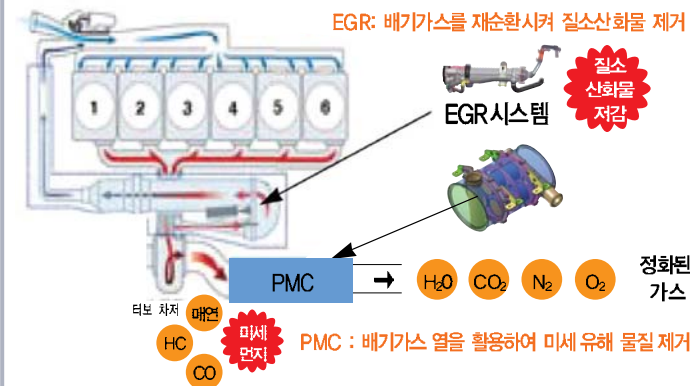 EGR: 배기가스를 재순환시켜 질소산화물 제거
질소
산화물
저감
EGR시스템
1 2 3 4 5 6
PMC
H2O CO2 N2 O2
정화된
가스
터보 차저
매연
HC
CO
미세
먼지
PMC : 배기가스 열을 활용하여 미세 유해 물질 제거